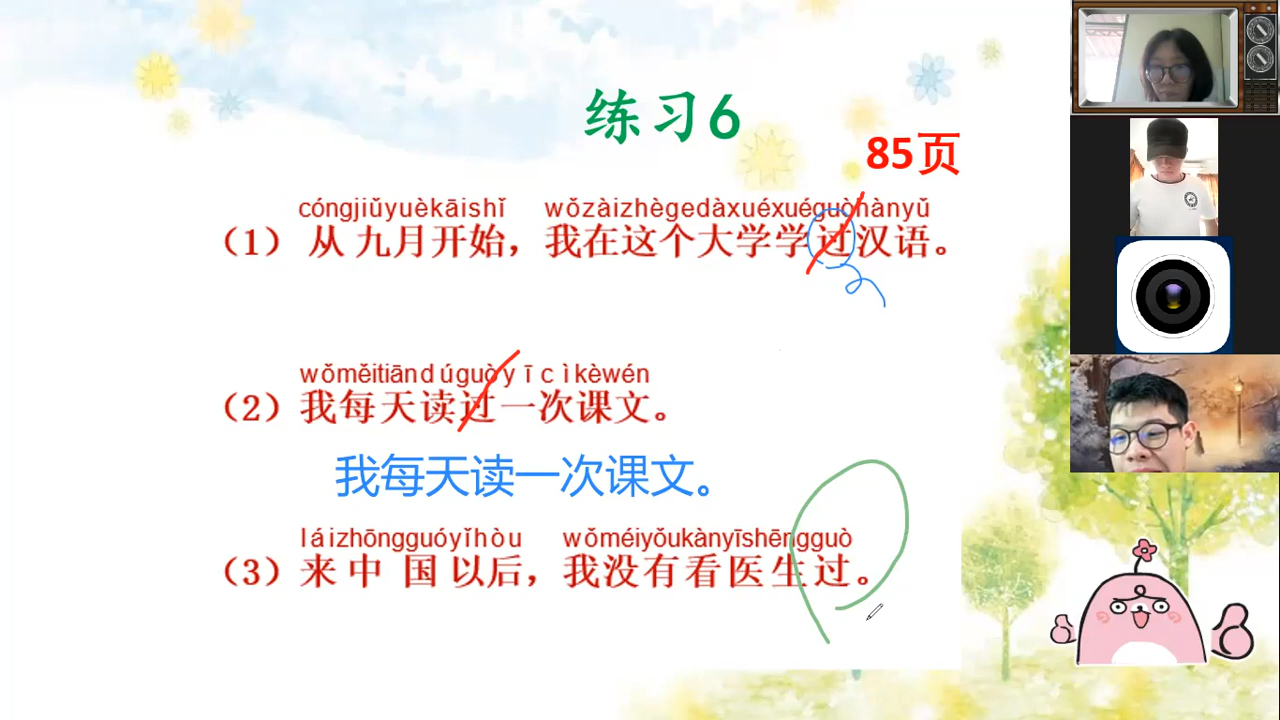 练习6
85页
cóngjiǔyuèkāishǐ wǒzàizhègedàxuéxuéguòhànyǔ
（1）从九月开始，我在这个大学学过汉语。
wǒměitiāndúguòyīcìkèwén
（2）我每天读过一次课文。
我每天读一次课文。
láizhōngguóyǐhòu wǒméiyǒukànyīshēngguò
（3）来中国以后，我没有看医生过。